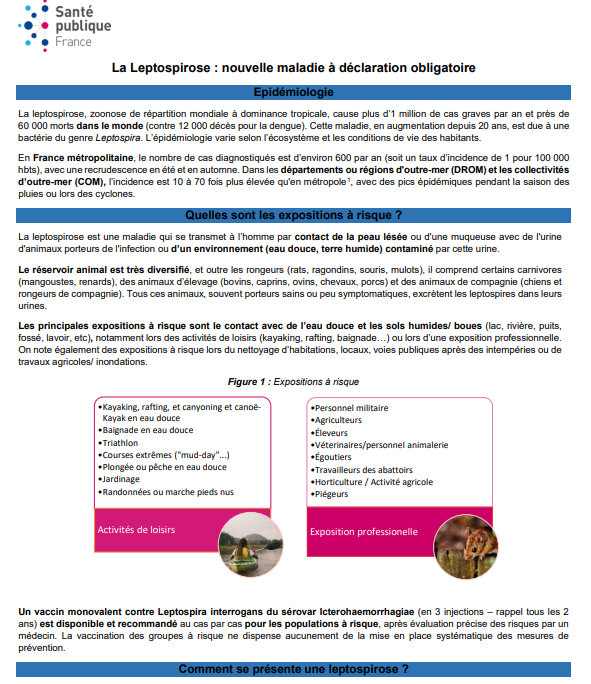 Santé
publique
France
La Leptospirose : nouvelle maladie à déclaration obligatoire
Epidémiologie
La leptospirose, zoonose de répartition mondiale à dominance tropicale, cause plus d'1 million de cas graves par an et près de
60 000 morts dans le monde (contre 12 000 décès pour la dengue). Cette maladie, en augmentation depuis 20 ans, est due à une
bactérie du genre Leptospira. L'épidémiologie varie selon l'écosystème et les conditions de vie des habitants.
En France métropolitaine, le nombre de cas diagnostiqués est d'environ 600 par an (soit un taux d'incidence de 1 pour 100 000
hbts), avec une recrudescence en été et en automne. Dans les départements ou régions d'outre-mer (DROM) et les collectivités
d'outre-mer (COM), l'incidence est 10 à 70 fois plus élevée qu'en métropole¹, avec des pics épidémiques pendant la saison des
pluies ou lors des cyclones.
Quelles sont les expositions à risque ?
La leptospirose est une maladie qui se transmet à l'homme par contact de la peau lésée ou d'une muqueuse avec de l'urine
d'animaux porteurs de l'infection ou d'un environnement (eau douce, terre humide) contaminé par cette urine.
Le réservoir animal est très diversifié, et outre les rongeurs (rats, ragondins, souris, mulots), il comprend certains carnivores
(mangoustes, renards), des animaux d'élevage (bovins, caprins, ovins, chevaux, porcs) et des animaux de compagnie (chiens et
rongeurs de compagnie). Tous ces animaux, souvent porteurs sains ou peu symptomatiques, excrètent les leptospires dans leurs
urines.
Les principales expositions à risque sont le contact avec de l'eau douce et les sols humides/ boues (lac, rivière, puits,
fossé, lavoir, etc), notamment lors des activités de loisirs (kayaking, rafting, baignade…) ou lors d'une exposition professionnelle.
On note également des expositions à risque lors du nettoyage d'habitations, locaux, voies publiques après des intempéries ou de
travaux agricoles/ inondations.
Figure 1 : Expositions à risque
•Kayaking, rafting, et canyoning et canoë-
Kayak en eau douce
•Baignade en eau douce
•Triathlon
•Courses extrêmes ("mud-day"...)
•Plongée ou pêche en eau douce
•Jardinage
•Randonnées ou marche pieds nus
Activités de loisirs
•Personnel militaire
•Agriculteurs
•Éleveurs
•Vétérinaires/personnel animalerie
•Égoutiers
•Travailleurs des abattoirs
•Horticulture / Activité agricole
•Piégeurs
Exposition professionnelle
Un vaccin monovalent contre Leptospira interrogans du sérovar Icterohaemorrhagiae (en 3 injections – rappel tous les 2
ans) est disponible et recommandé au cas par cas pour les populations à risque, après évaluation précise des risques par un
médecin. La vaccination des groupes à risque ne dispense aucunement de la mise en place systématique des mesures de
prévention.
Comment se présente une leptospirose ?